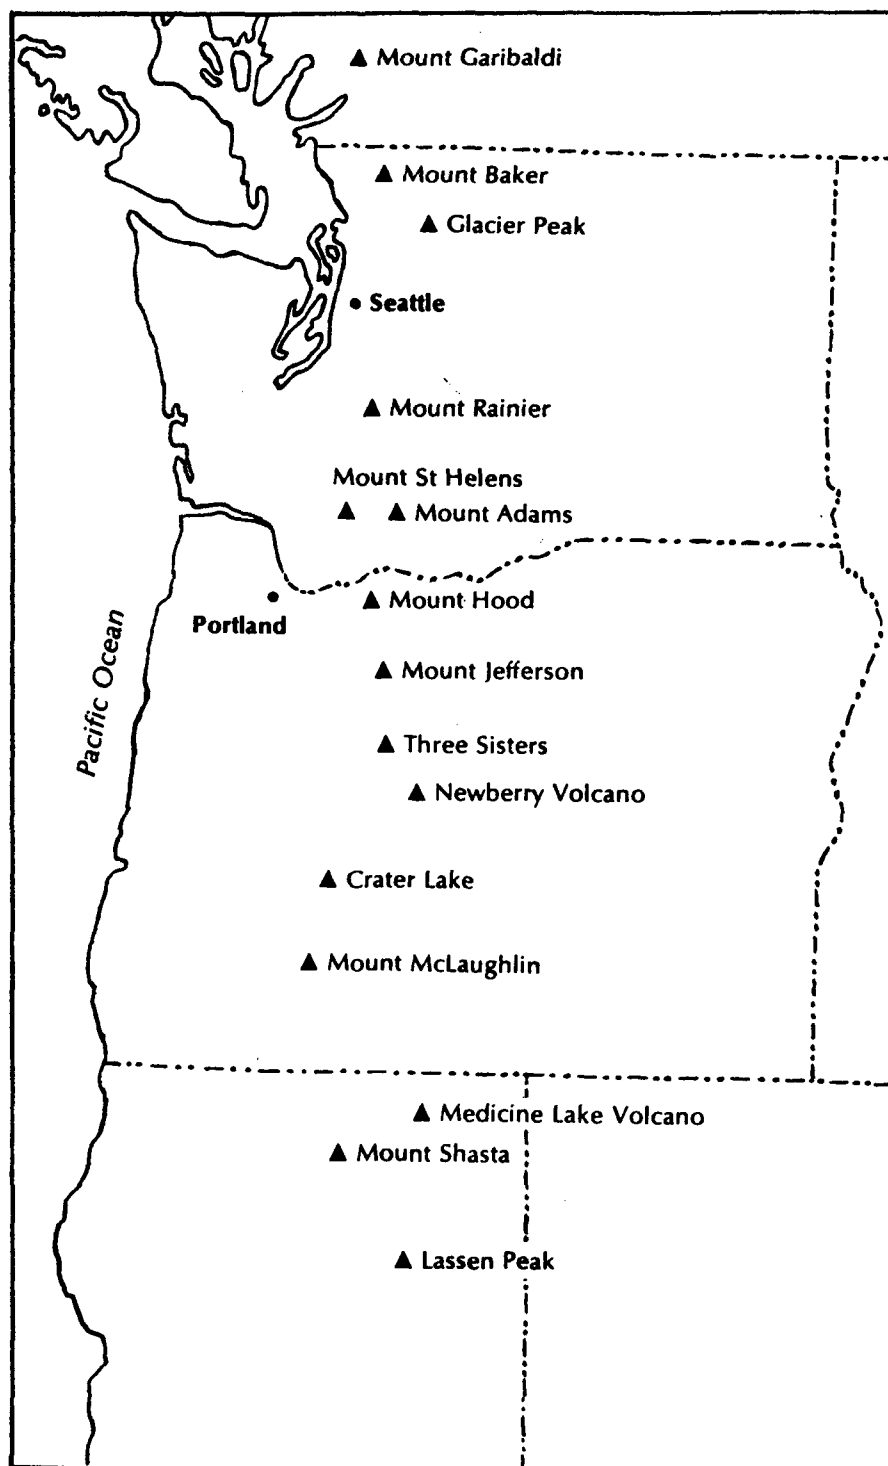 Mount Garibaldi
Mount Baker
Glacier Peak
Seattle
Mount Rainier
Mount St Helens
Mount Adams
Mount Hood
Portland
Pacific Ocean
Mount Jefferson
Three Sisters
Newberry Volcano
Crater Lake
Mount McLaughlin
Medicine Lake Volcano
Mount Shasta
Lassen Peak